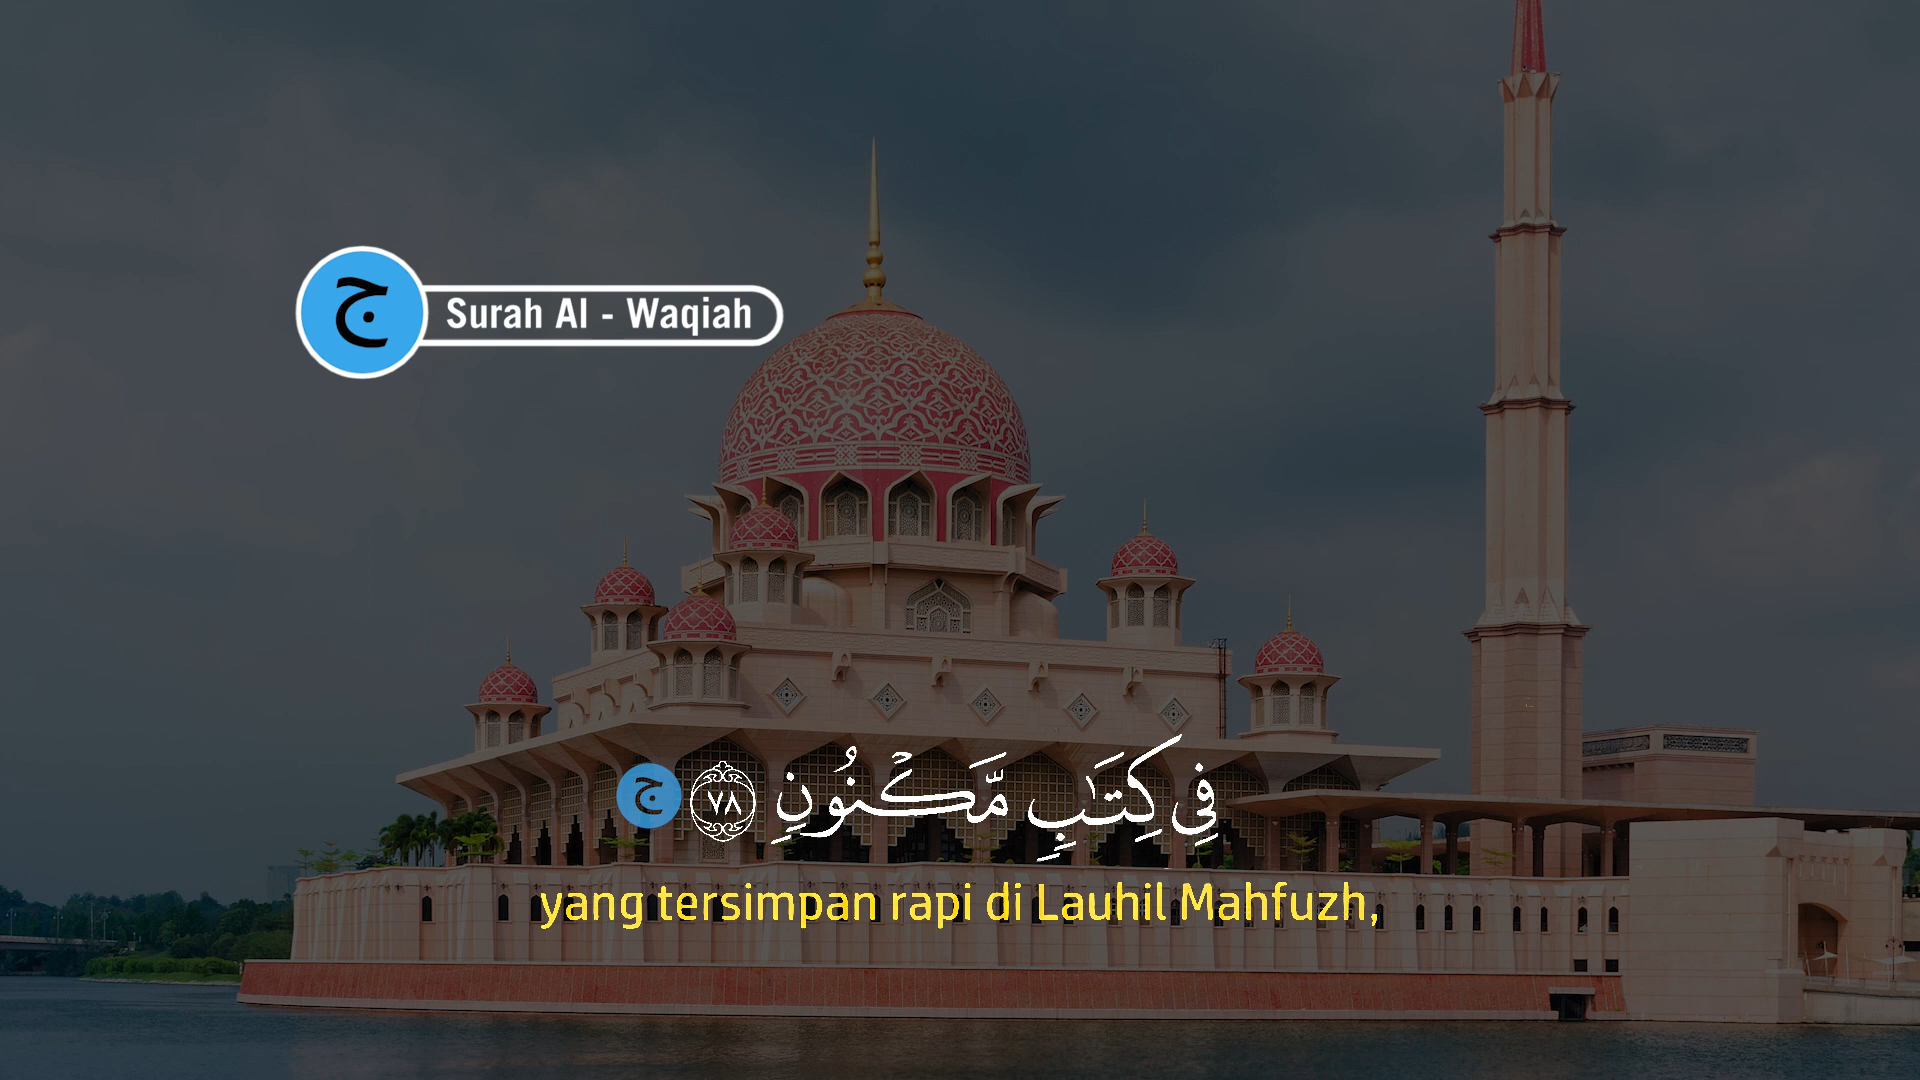 ج Surah Al - Waqiah
فِي كِتَٰبٍ مَّكْنُونٍ ٧٨ ج
yang tersimpan rapi di Lauhil Mahfuzh,